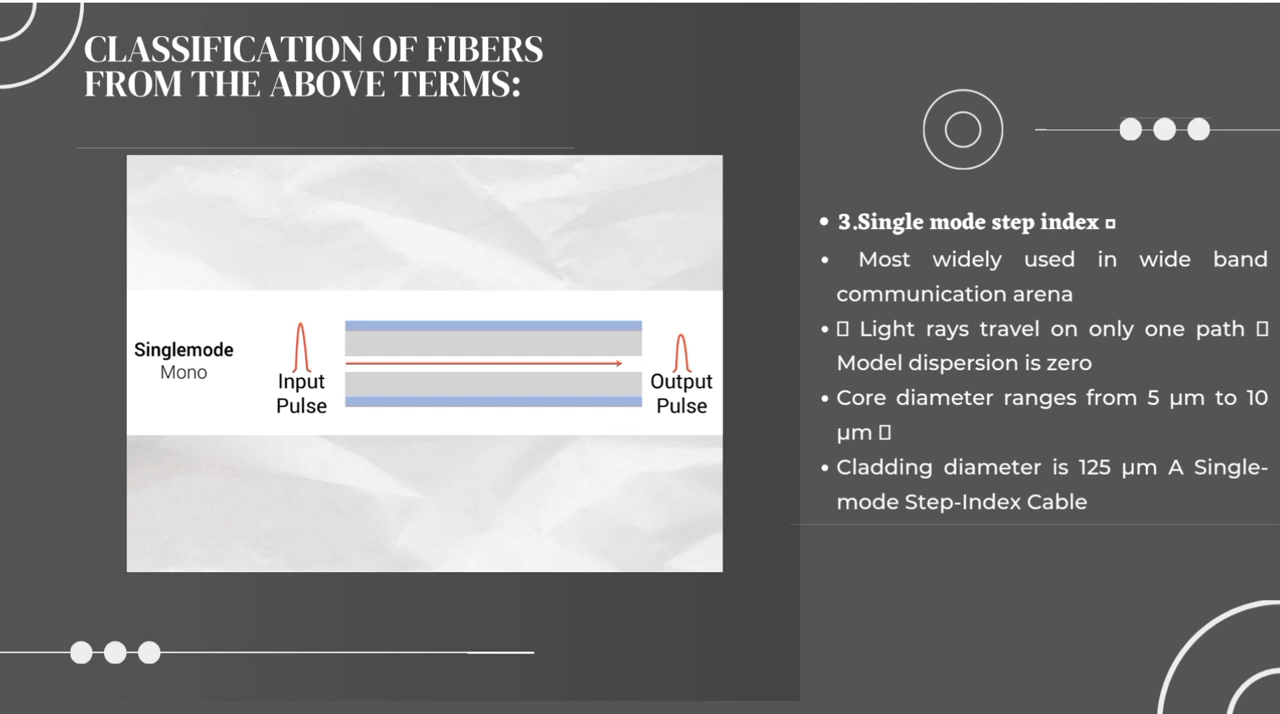 CLASSIFICATION OF FIBERS
FROM THE ABOVE TERMS:
Singlemode
Mono
Input
Pulse
Output
Pulse
• 3.Single mode step index ▯
• Most widely used in wide band
communication arena
• ▯ Light rays travel on only one path ▯
Model dispersion is zero
• Core diameter ranges from 5 µm to 10
µm ▯
• Cladding diameter is 125 µm A Single-
mode Step-Index Cable